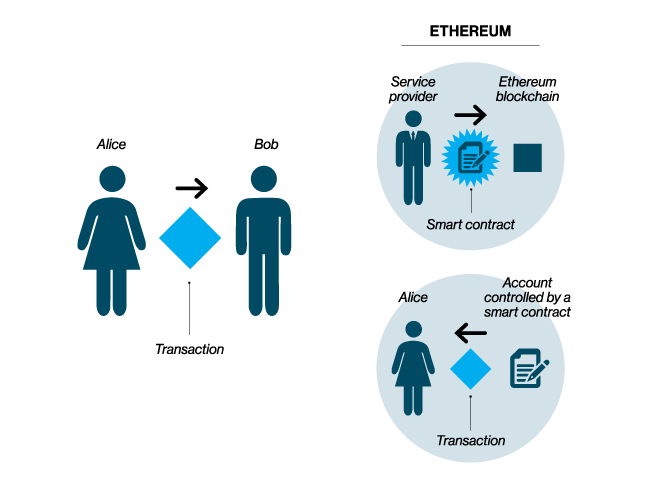 Alice
Bob
Transaction
ETHEREUM
Service
provider
Ethereum
blockchain
Smart contract
Alice
Account
controlled by a
smart contract
Transaction